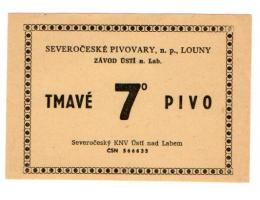 SEVEROČESKÉ PIVOVARY, n. p., LOUNY
ZÁVOD ÚSTÍ n. Lab.
TMAVÉ 7° PIVO
Severočeský KNV Ústí nad Labem
ČSN 566635